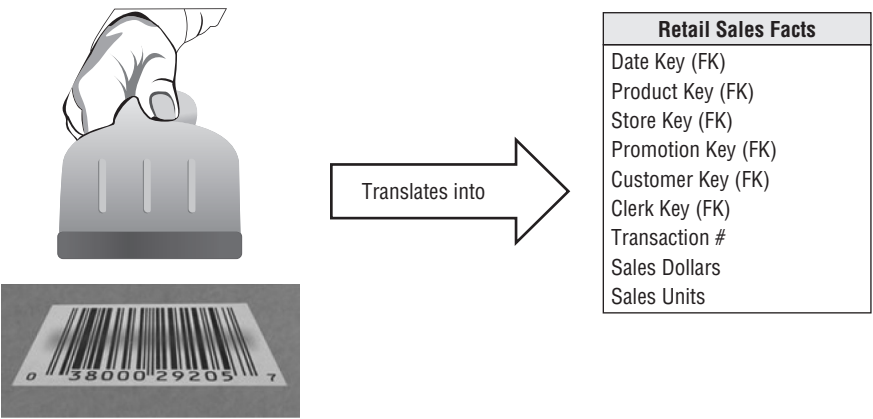 Translates into
Retail Sales Facts
Date Key (FK)
Product Key (FK)
Store Key (FK)
Promotion Key (FK)
Customer Key (FK)
Clerk Key (FK)
Transaction #
Sales Dollars
Sales Units
0 38000 29205 7